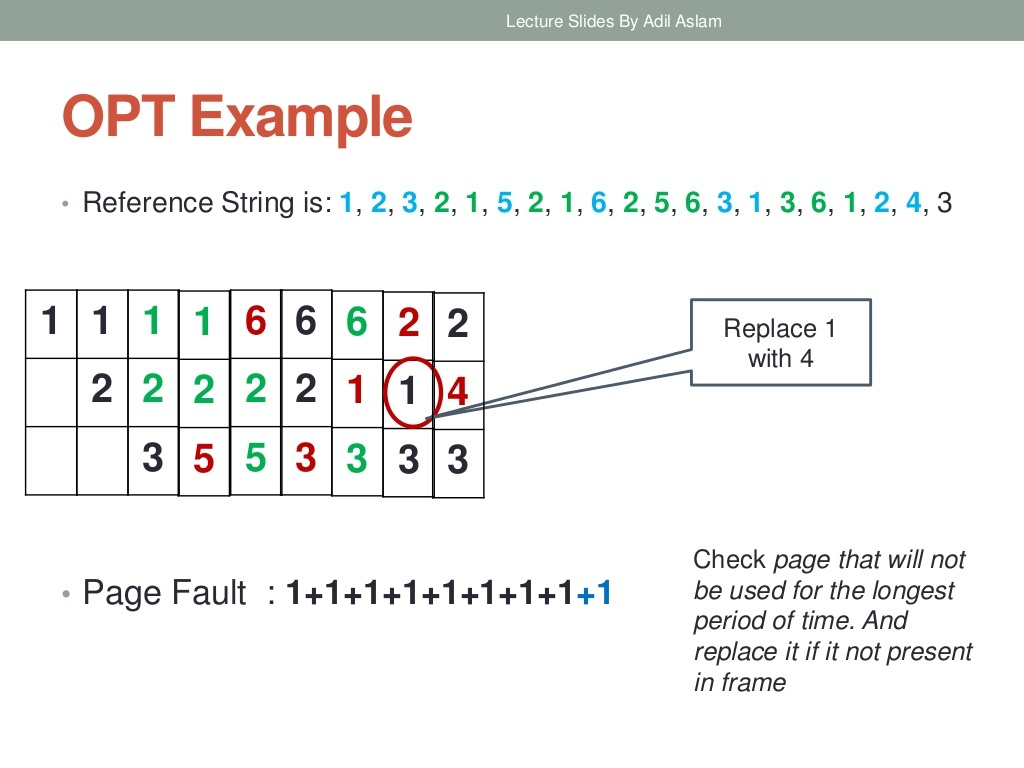 Lecture Slides By Adil Aslam
OPT Example
• Reference String is: 1, 2, 3, 2, 1, 5, 2, 1, 6, 2, 5, 6, 3, 1, 3, 6, 1, 2, 4, 3
1 1 1 1 6 6 6 2 2
2 2 2 2 2 1 1 4
3 5 5 3 3 3 3
Replace 1
with 4
• Page Fault : 1+1+1+1+1+1+1+1+1
Check page that will not
be used for the longest
period of time. And
replace it if it not present
in frame